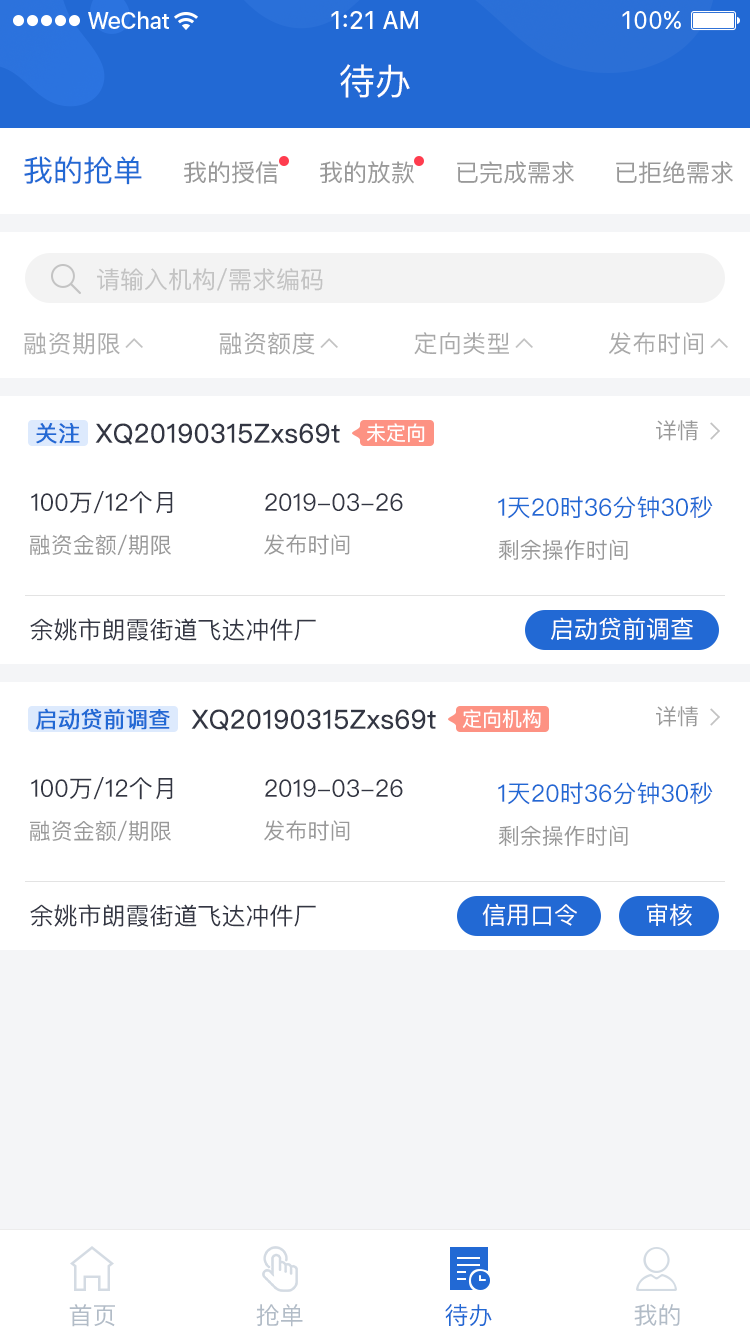 WeChat 1:21 AM 100%
待办
我的抢单 我的授信 我的放款 已完成需求 已拒绝需求
请输入机构/需求编码
融资期限 融资额度 定向类型 发布时间
关注 XQ20190315Zxs69t 未定向 详情
100万/12个月 2019-03-26 1天20时36分钟30秒
融资金额/期限 发布时间 剩余操作时间
余姚市朗霞街道飞达冲件厂 启动贷前调查
启动贷前调查 XQ20190315Zxs69t 定向机构 详情
100万/12个月 2019-03-26 1天20时36分钟30秒
融资金额/期限 发布时间 剩余操作时间
余姚市朗霞街道飞达冲件厂 信用口令 审核
首页 抢单 待办 我的